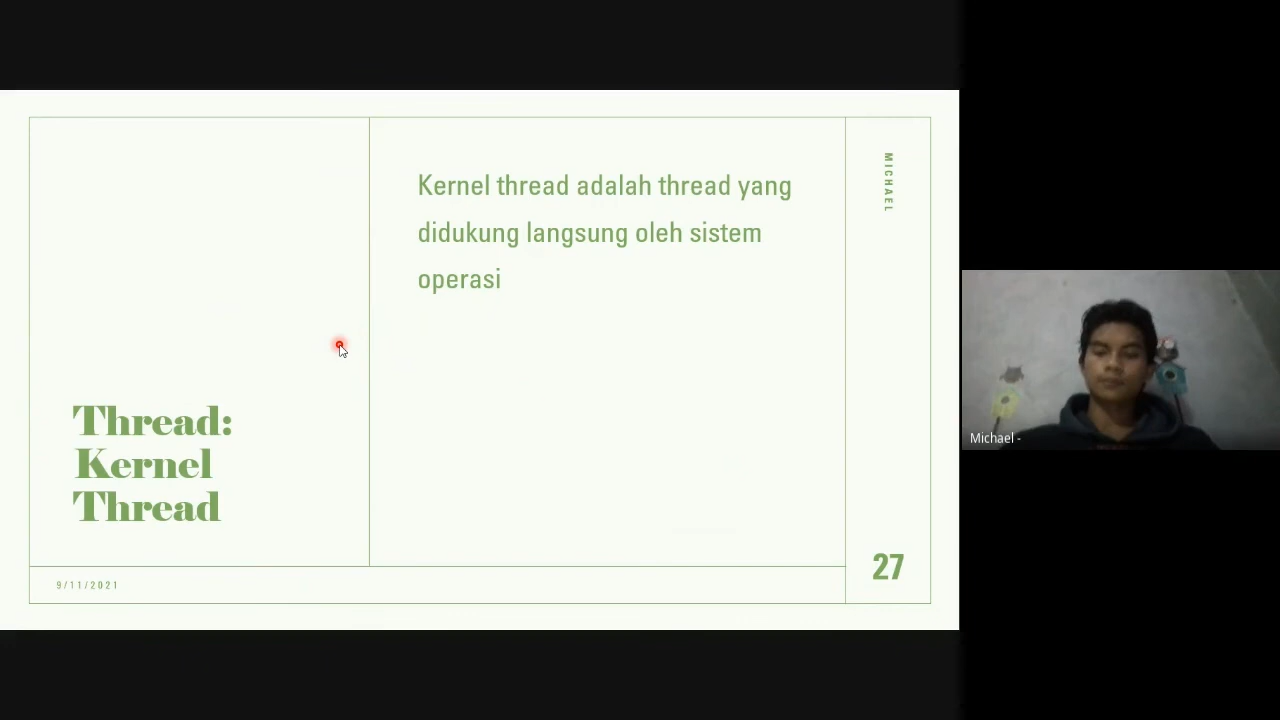 Kernel thread adalah thread yang
didukung langsung oleh sistem
operasi
MICHAEL
Thread:
Kernel
Thread
27
9/11/2021
Michael -